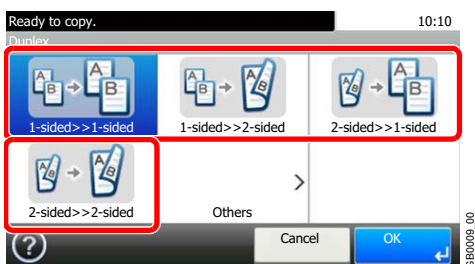 Ready to copy. 10:10
Duplex
1-sided>>1-sided 1-sided>>2-sided 2-sided>>1-sided
2-sided>>2-sided Others
Cancel OK